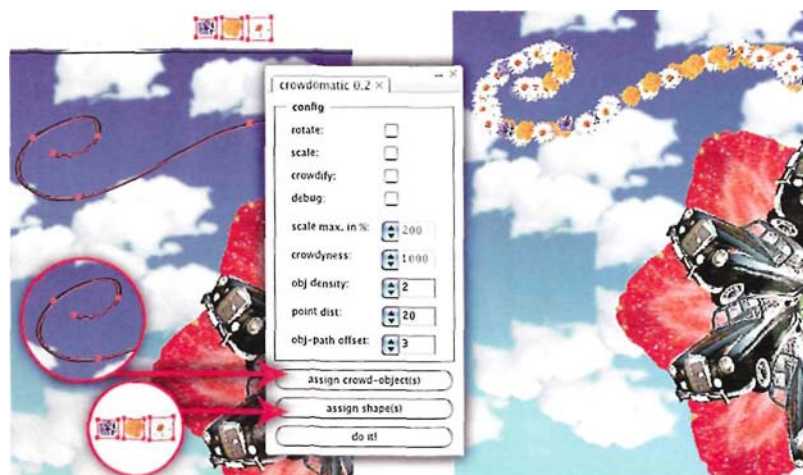 crowdomatic 0.2 ×
config
rotate:
scale:
crowdify:
debug:
scale max. in %: 200
crowdyness: 1000
obj density: 2
point dist: 20
obj-path offset: 3
assign crowd-object(s)
assign shape(s)
do it!